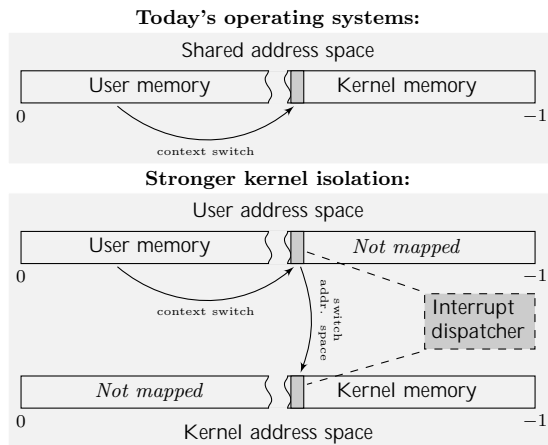 Today's operating systems:
Shared address space
User memory
Kernel memory
0
−1
context switch
Stronger kernel isolation:
User address space
User memory
Not mapped
0
−1
context switch
switch
addr. space
Interrupt
dispatcher
Not mapped
Kernel memory
0
−1
Kernel address space